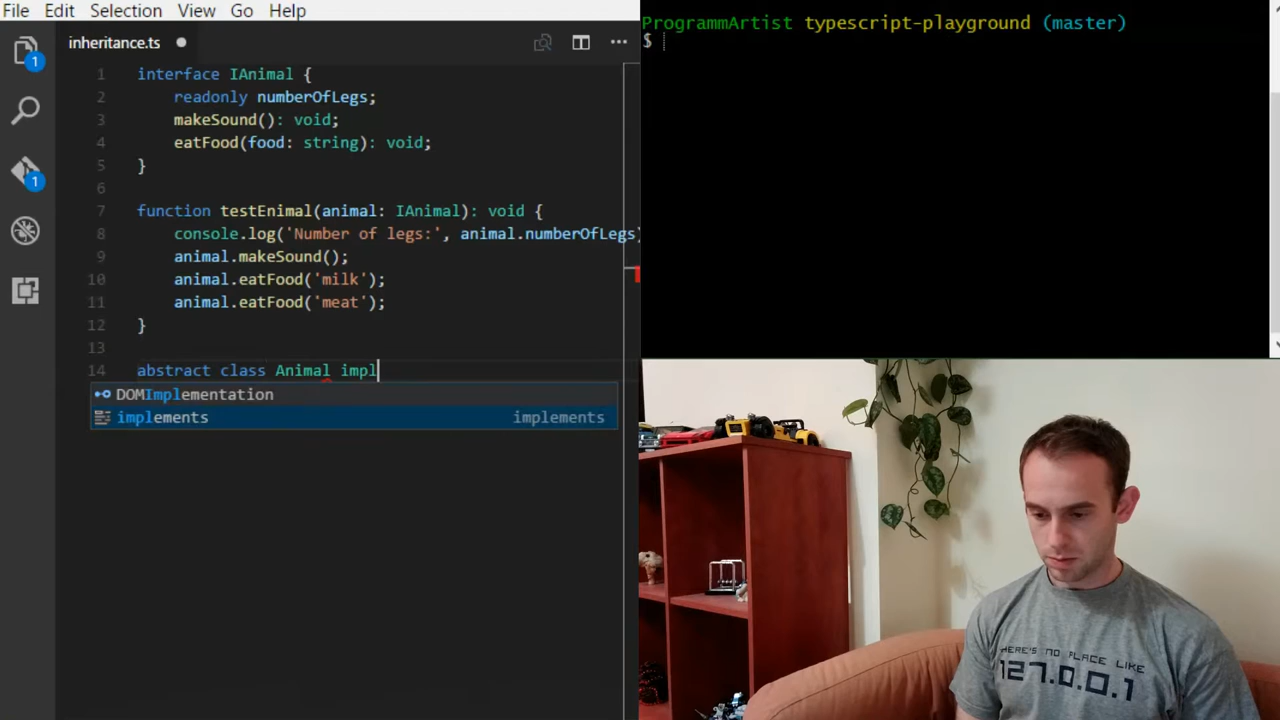 File Edit Selection View Go Help
inheritance.ts
1 interface IAnimal {
2 readonly numberOfLegs;
3 makeSound(): void;
4 eatFood(food: string): void;
5 }
6
7 function testEnimal(animal: IAnimal): void {
8 console.log('Number of legs:', animal.numberOfLegs)
9 animal.makeSound();
10 animal.eatFood('milk');
11 animal.eatFood('meat');
12 }
13
14 abstract class Animal impl
DOMImplementation
implements implements
1
1
ProgrammArtist typescript-playground (master)
$
HERE'S NO PLACE LIKE
127.0.0.1